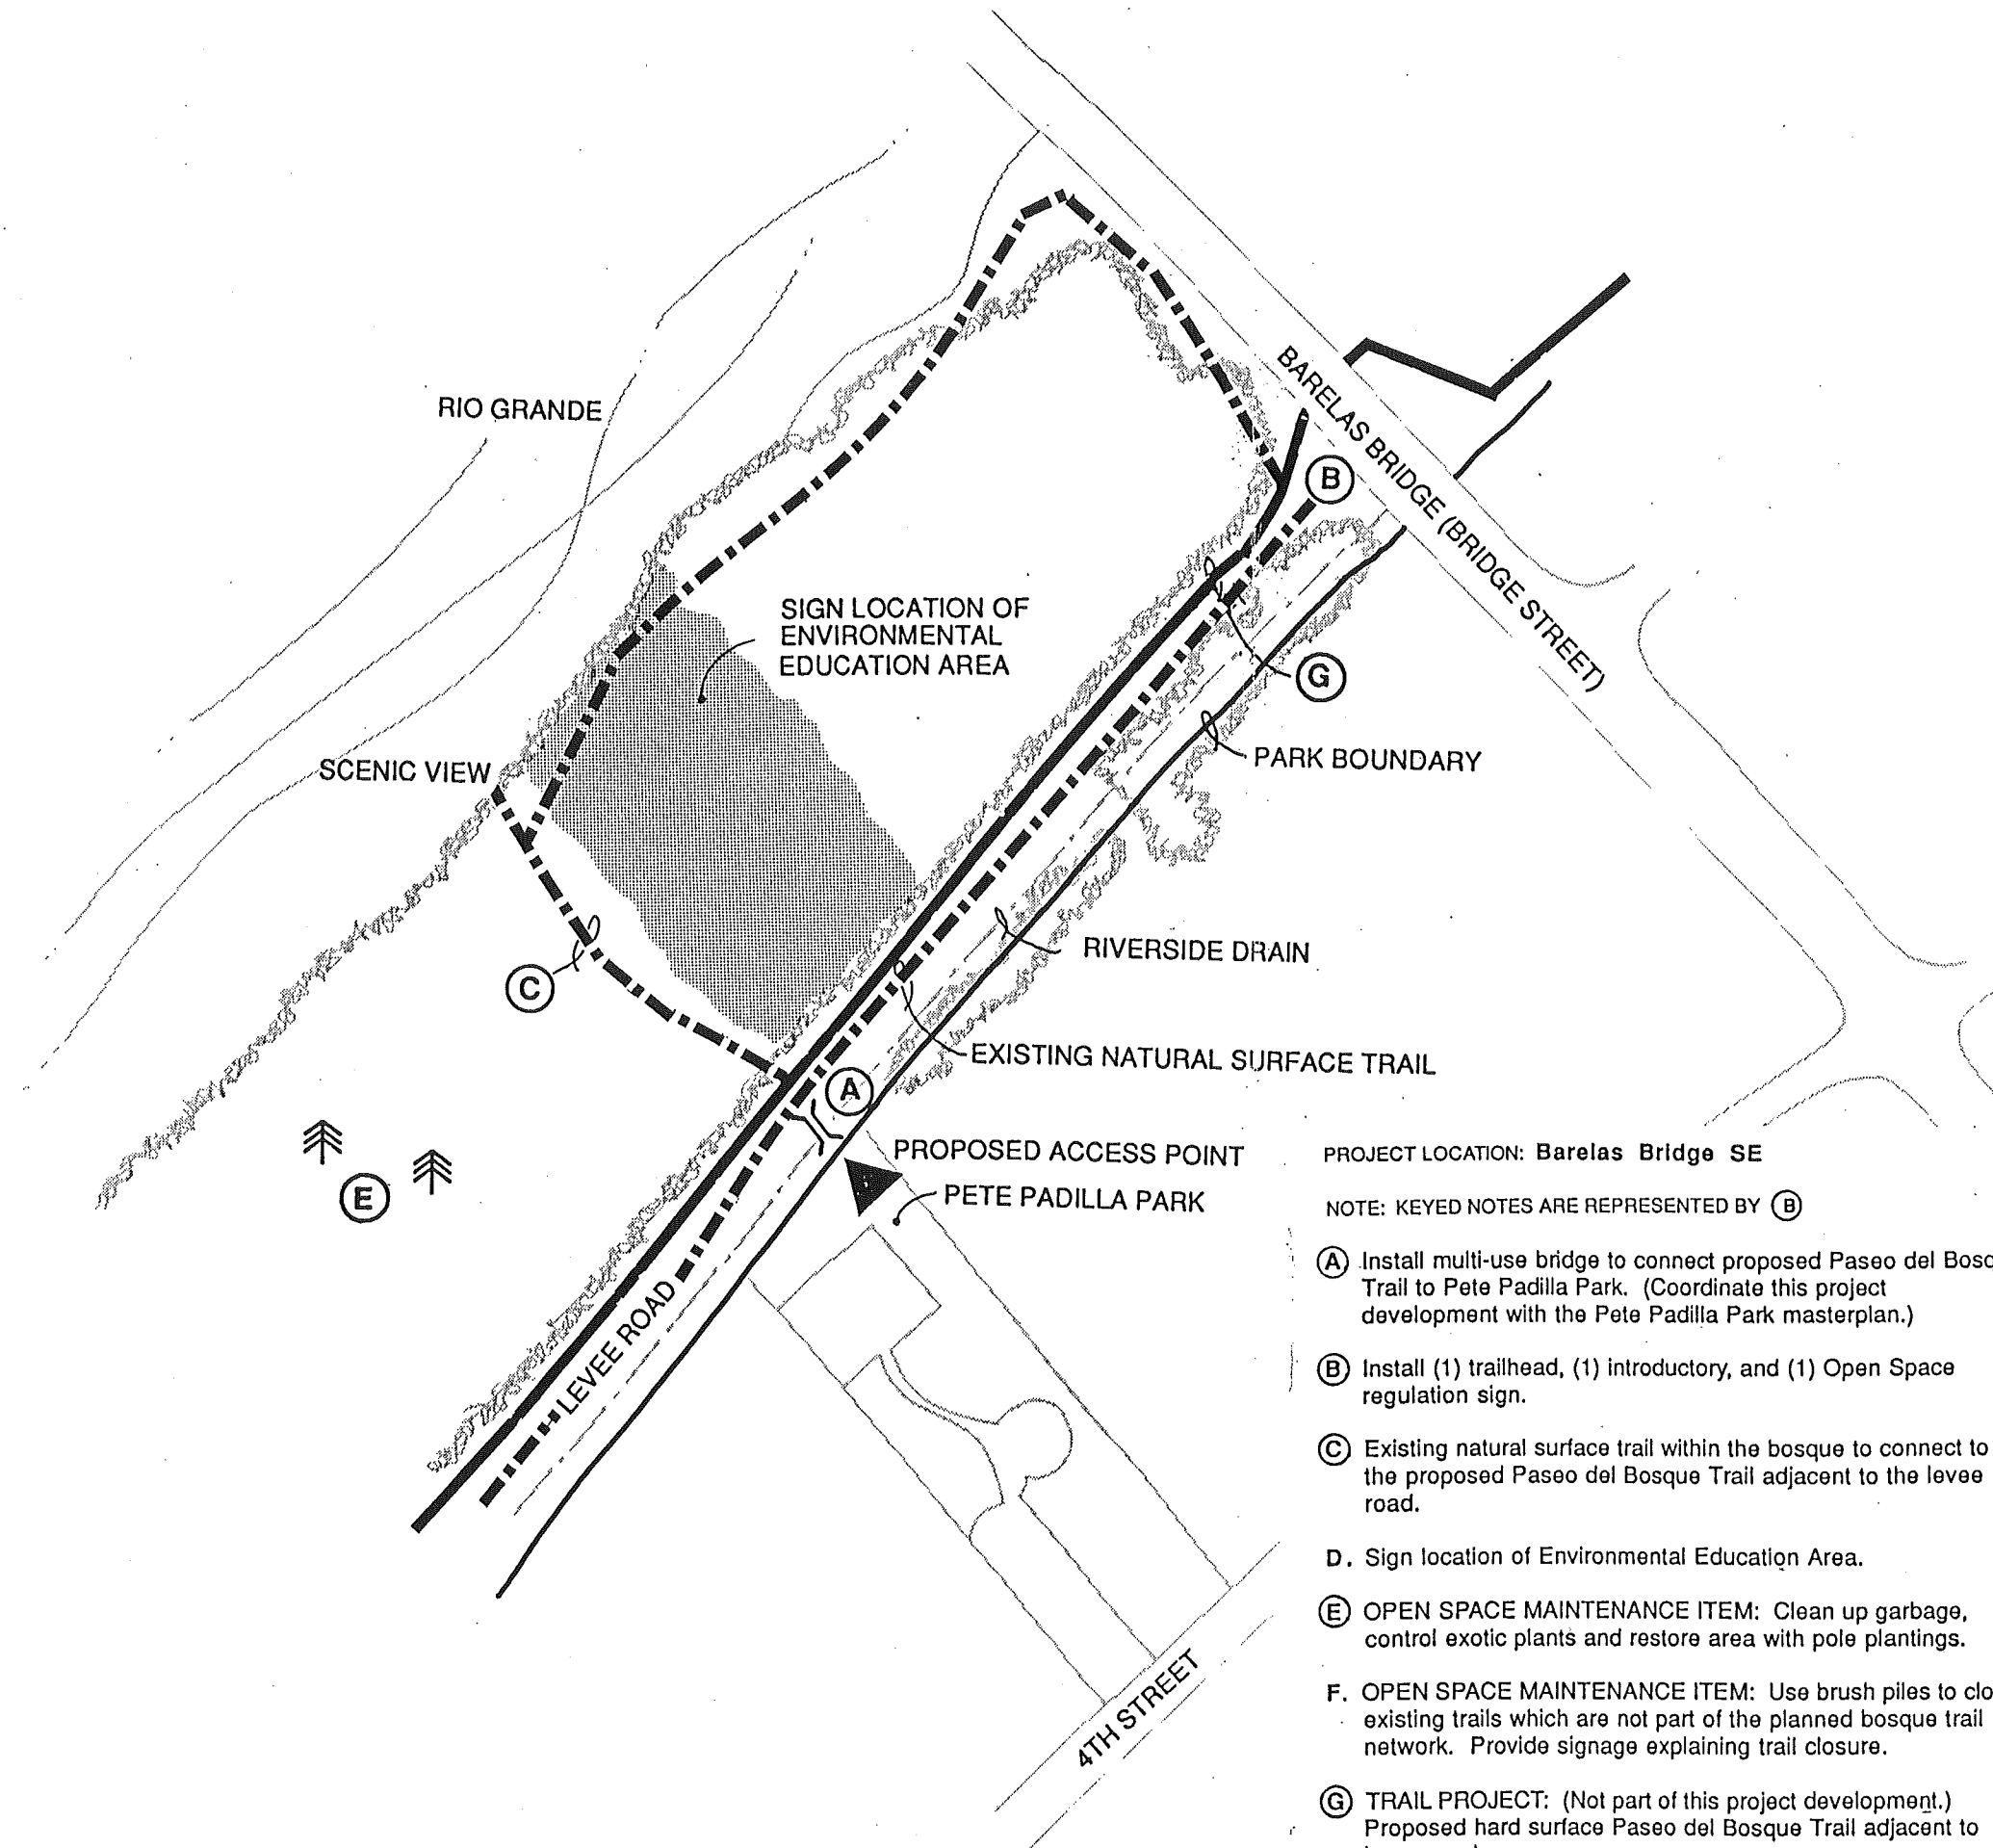 RIO GRANDE
BARELAS BRIDGE (BRIDGE STREET)
B
SIGN LOCATION OF
ENVIRONMENTAL
EDUCATION AREA
G
PARK BOUNDARY
SCENIC VIEW
RIVERSIDE DRAIN
C
EXISTING NATURAL SURFACE TRAIL
A
PROPOSED ACCESS POINT
PETE PADILLA PARK
E
LEVEE ROAD
4TH STREET
PROJECT LOCATION: Barelas Bridge SE
NOTE: KEYED NOTES ARE REPRESENTED BY B
A Install multi-use bridge to connect proposed Paseo del Bosq
Trail to Pete Padilla Park. (Coordinate this project
development with the Pete Padilla Park masterplan.)
B Install (1) trailhead, (1) introductory, and (1) Open Space
regulation sign.
C Existing natural surface trail within the bosque to connect to
the proposed Paseo del Bosque Trail adjacent to the levee
road.
D. Sign location of Environmental Education Area.
E OPEN SPACE MAINTENANCE ITEM: Clean up garbage,
control exotic plants and restore area with pole plantings.
F. OPEN SPACE MAINTENANCE ITEM: Use brush piles to clo
existing trails which are not part of the planned bosque trail
network. Provide signage explaining trail closure.
G TRAIL PROJECT: (Not part of this project development.)
Proposed hard surface Paseo del Bosque Trail adjacent to